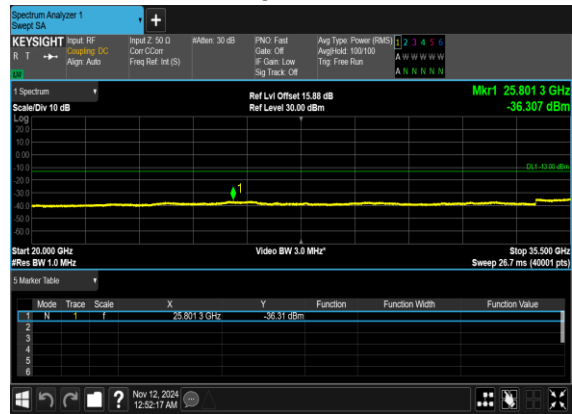 Spectrum Analyzer 1
Swept SA
+
KEYSIGHT Input: RF Input Z: 50 Ω #Atten: 30 dB PNO: Fast Avg Type: Power (RMS) 1 2 3 4 5 6
R T Coupling: DC Corr CCorr Gate: Off Avg|Hold: 100/100 A W W W W W
Align: Auto Freq Ref: Int (S) IF Gain: Low Trig: Free Run
Sig Track: Off A N N N N N
1 Spectrum
Ref Lvl Offset 15.88 dB Mkr1 25.801 3 GHz
Scale/Div 10 dB Ref Level 30.00 dBm -36.307 dBm
Log
20.0
10.0
0.00
-10.0
DL1 -13.00 dBm
-20.0
-30.0
1
-40.0
-50.0
-60.0
Start 20.000 GHz Video BW 3.0 MHz* Stop 35.500 GHz
#Res BW 1.0 MHz Sweep 26.7 ms (40001 pts)
5 Marker Table
Mode Trace Scale X Y Function Function Width Function Value
1 N 1 f 25.801 3 GHz -36.31 dBm
2
3
4
5
6
? Nov 12, 2024
12:52:17 AM